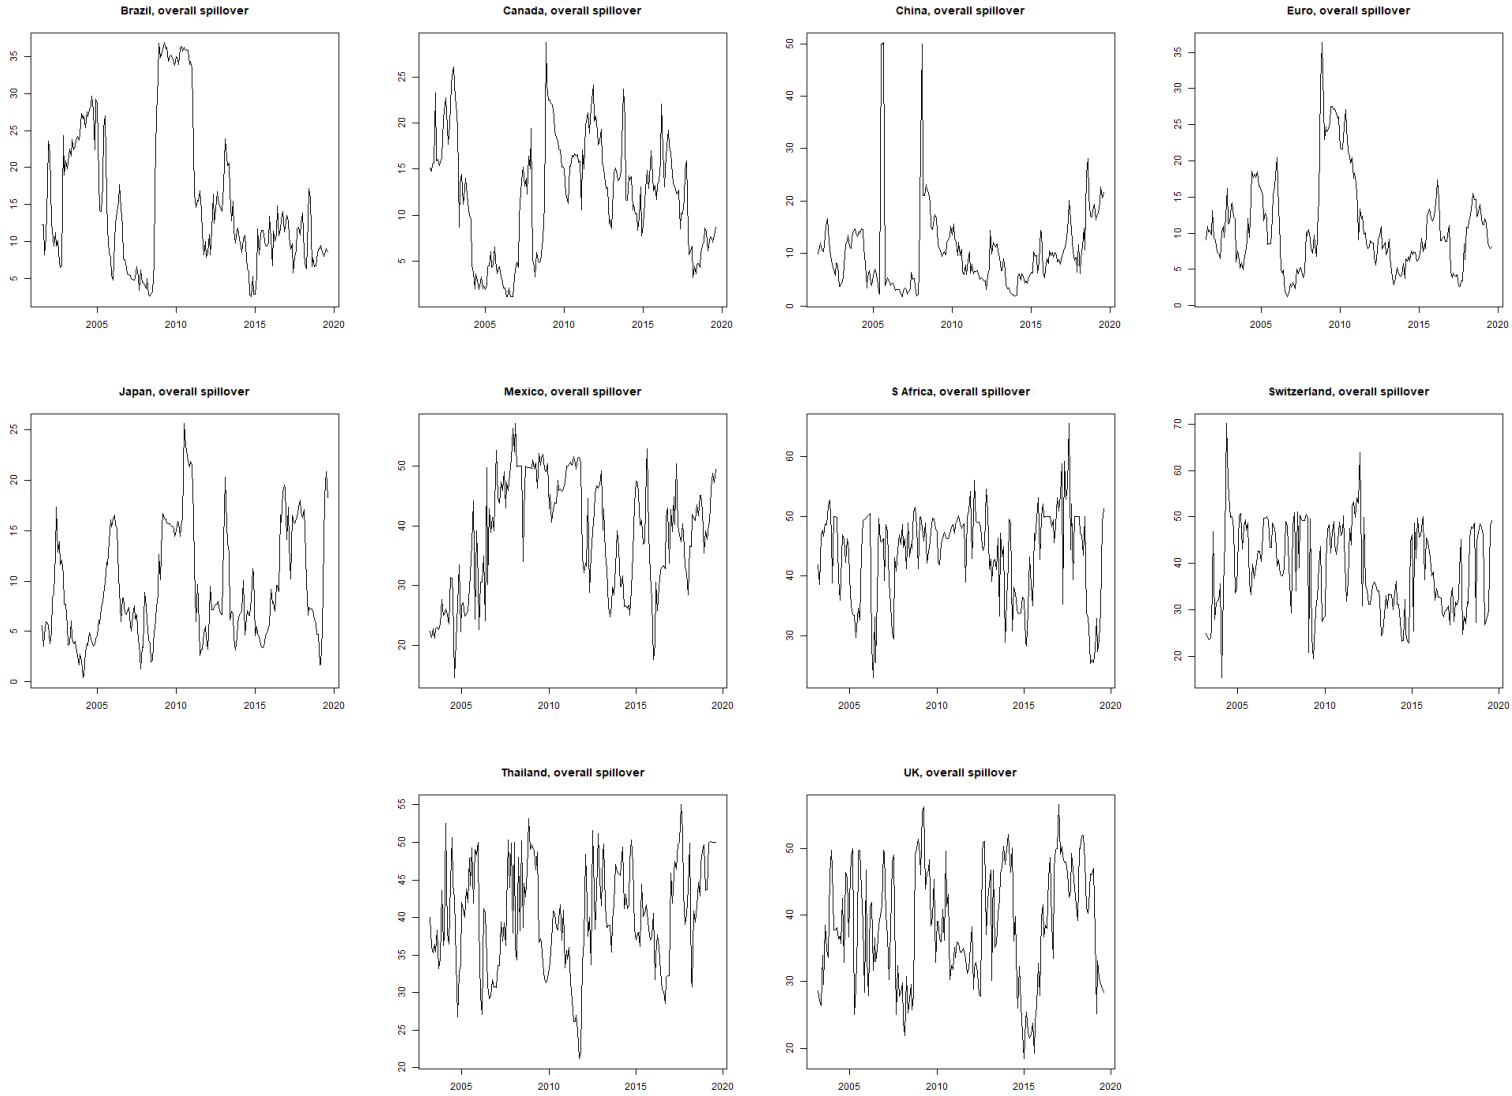 Brazil, overall spillover
35
30
25
20
15
10
5
2005 2010 2015 2020
Canada, overall spillover
25
20
15
10
5
2005 2010 2015 2020
China, overall spillover
50
40
30
20
10
0
2005 2010 2015 2020
Euro, overall spillover
35
30
25
20
15
10
5
0
2005 2010 2015 2020
Japan, overall spillover
25
20
15
10
5
0
2005 2010 2015 2020
Mexico, overall spillover
50
40
30
20
2005 2010 2015 2020
S Africa, overall spillover
60
50
40
30
2005 2010 2015 2020
Switzerland, overall spillover
70
60
50
40
30
20
2005 2010 2015 2020
Thailand, overall spillover
55
50
45
40
35
30
25
20
2005 2010 2015 2020
UK, overall spillover
50
40
30
20
2005 2010 2015 2020